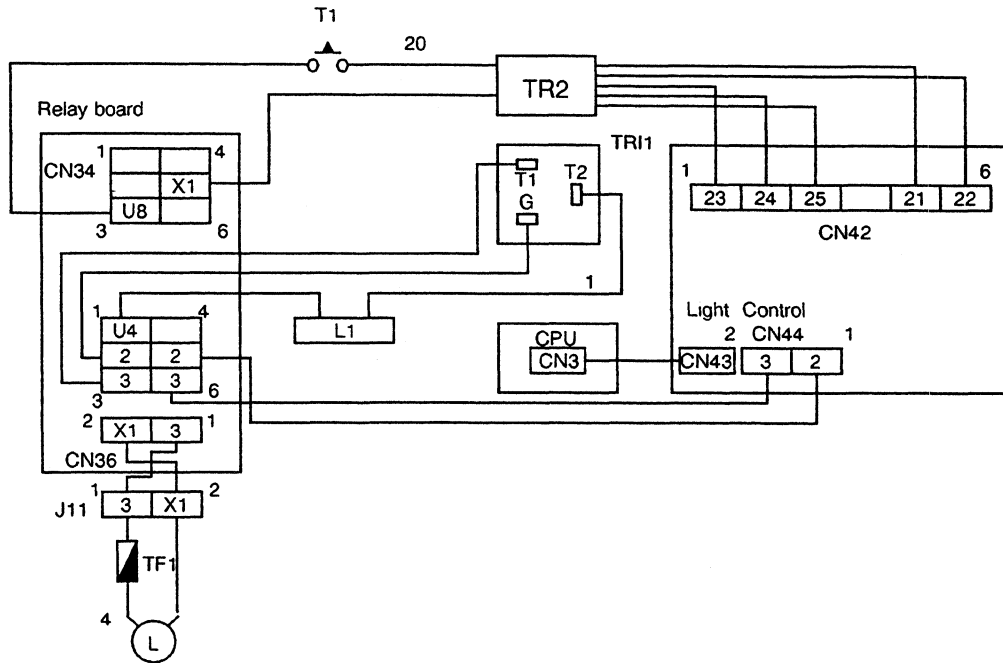 T1
20
TR2
Relay board
TRI1
1 4
CN34
X1
U8
3 6
T1 T2
G
1 6
23 24 25 21 22
CN42
1
1 4
U4
2 2
3 3
3 6
L1
Light Control
2 CN44 1
CPU
CN3
CN43
3 2
2 X1 3 1
CN36
1 2
J11 3 X1
TF1
4
L